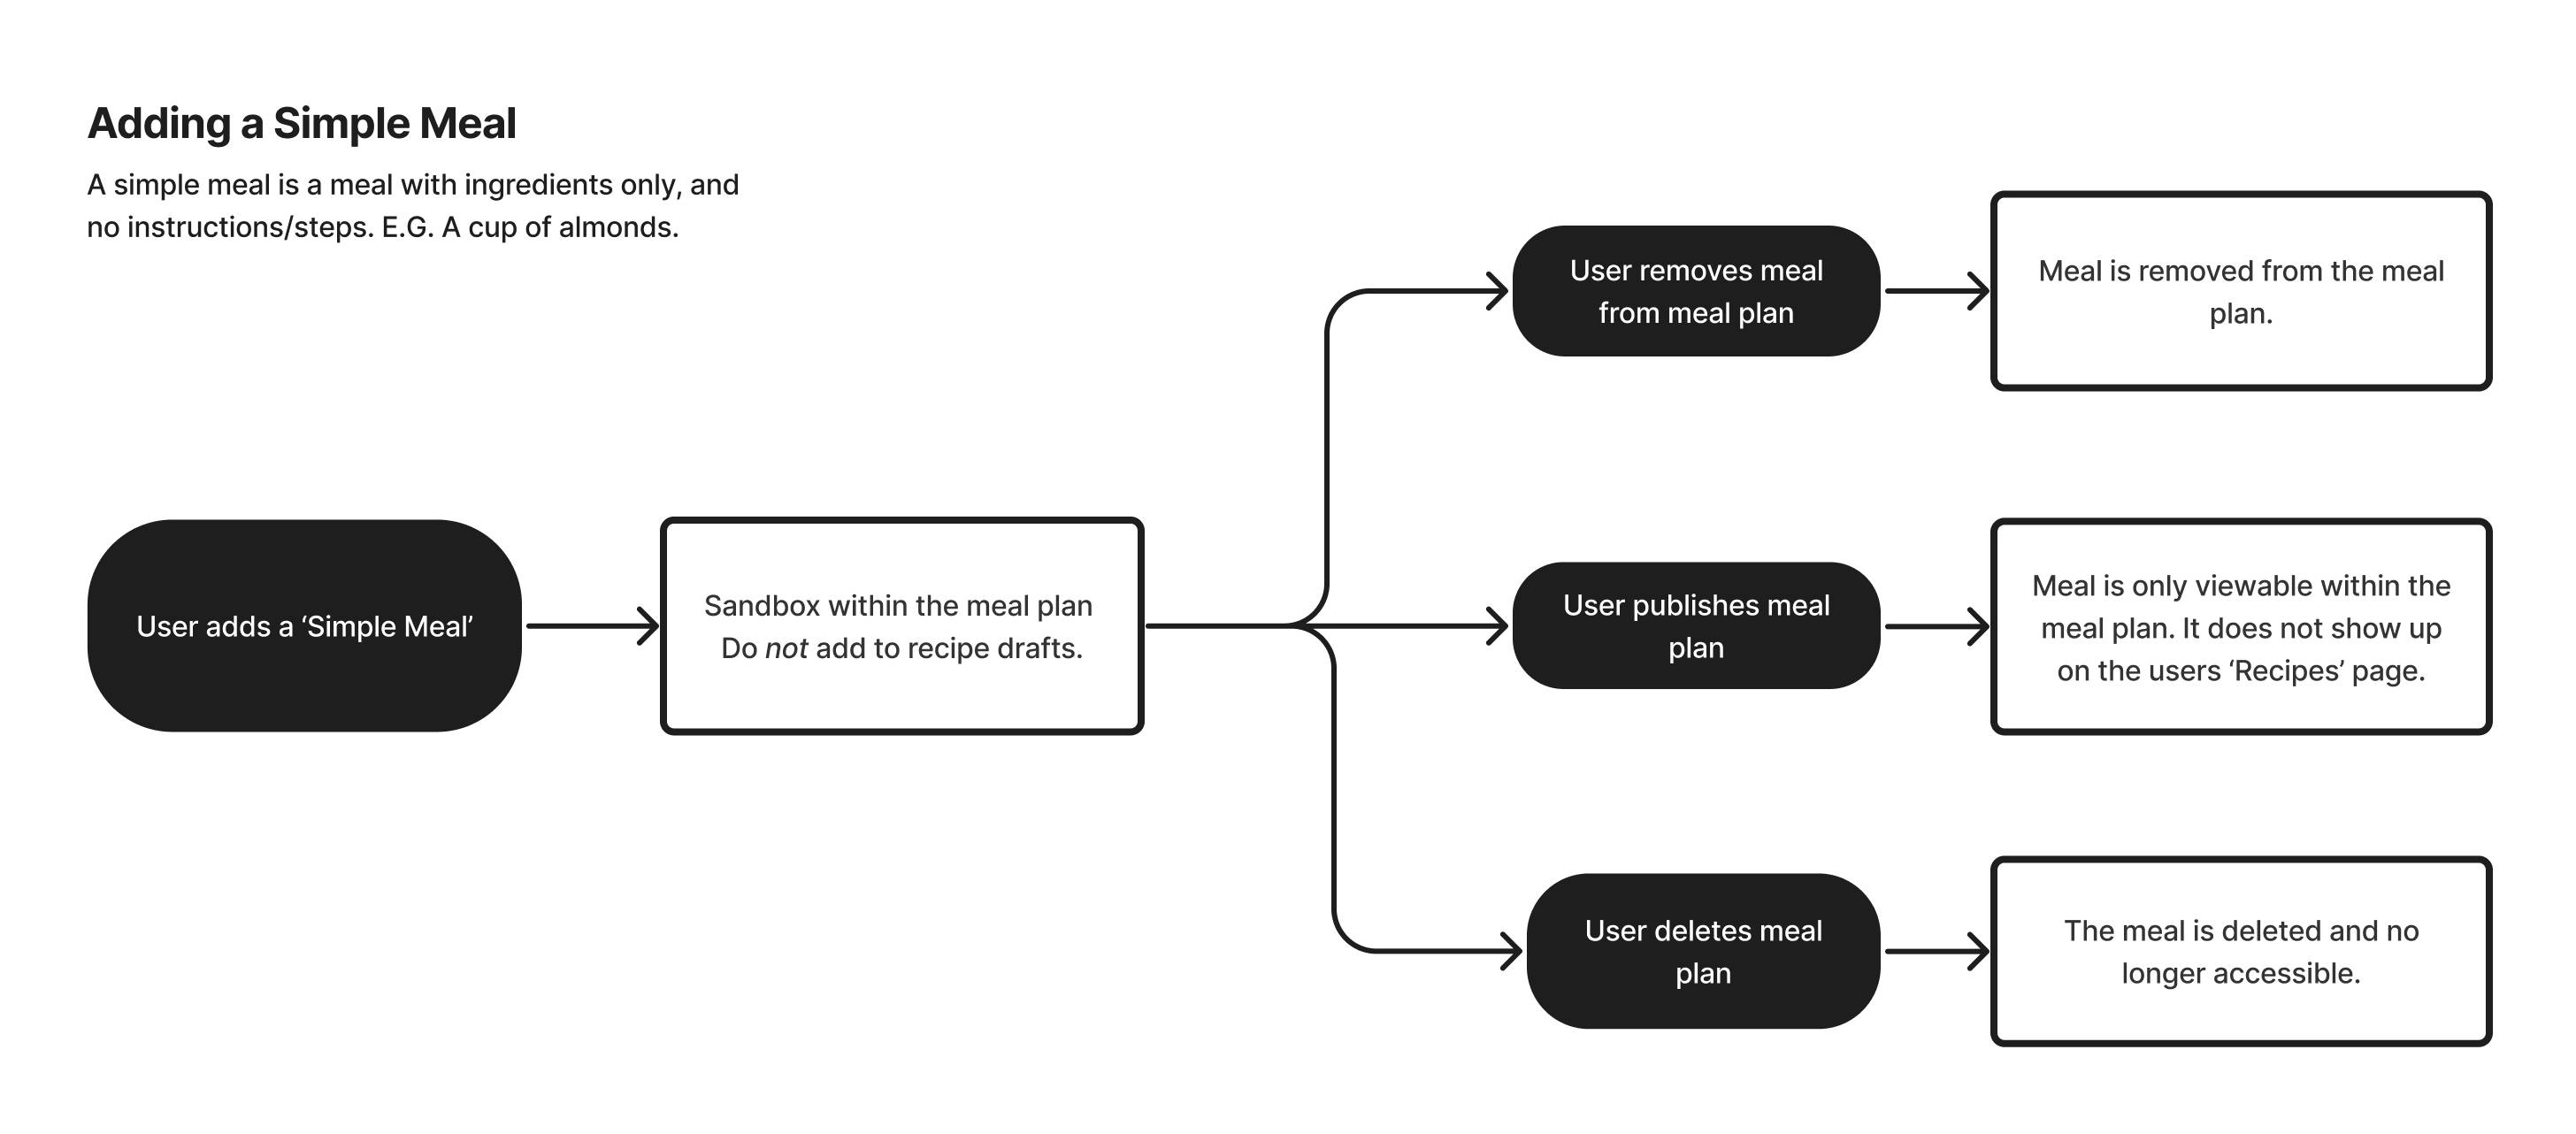 Adding a Simple Meal
A simple meal is a meal with ingredients only, and
no instructions/steps. E.G. A cup of almonds.
User adds a ‘Simple Meal’
Sandbox within the meal plan
Do not add to recipe drafts.
User removes meal
from meal plan
Meal is removed from the meal
plan.
User publishes meal
plan
Meal is only viewable within the
meal plan. It does not show up
on the users ‘Recipes’ page.
User deletes meal
plan
The meal is deleted and no
longer accessible.